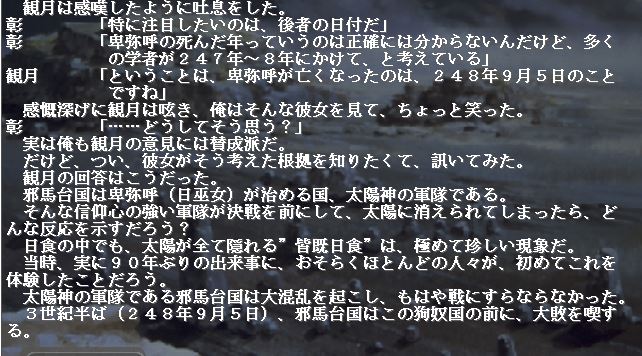 観月は感嘆したように吐息をした。
彰　　　「特に注目したいのは、後者の日付だ」
彰　　　「卑弥呼の死んだ年っていうのは正確には分からないんだけど、多く
の学者が２４７年～８年にかけて、と考えている」
観月　　「ということは、卑弥呼が亡くなったのは、２４８年９月５日のこと
ですね」
感慨深げに観月は呟き、俺はそんな彼女を見て、ちょっと笑った。
彰　　　「……どうしてそう思う？」
実は俺も観月の意見には賛成派だ。
だけど、つい、彼女がそう考えた根拠を知りたくて、訊いてみた。
観月の回答はこうだった。
邪馬台国は卑弥呼（日巫女）が治める国、太陽神の軍隊である。
そんな信仰心の強い軍隊が決戦を前にして、太陽に消えられてしまったら、ど
んな反応を示すだろう？
日食の中でも、太陽が全て隠れる”皆既日食”は、極めて珍しい現象だ。
当時、実に９０年ぶりの出来事に、おそらくほとんどの人々が、初めてこれを
体験したことだろう。
太陽神の軍隊である邪馬台国は大混乱を起こし、もはや戦にすらならなかった。
３世紀半ば（２４８年９月５日）、邪馬台国はこの狗奴国の前に、大敗を喫す
る。